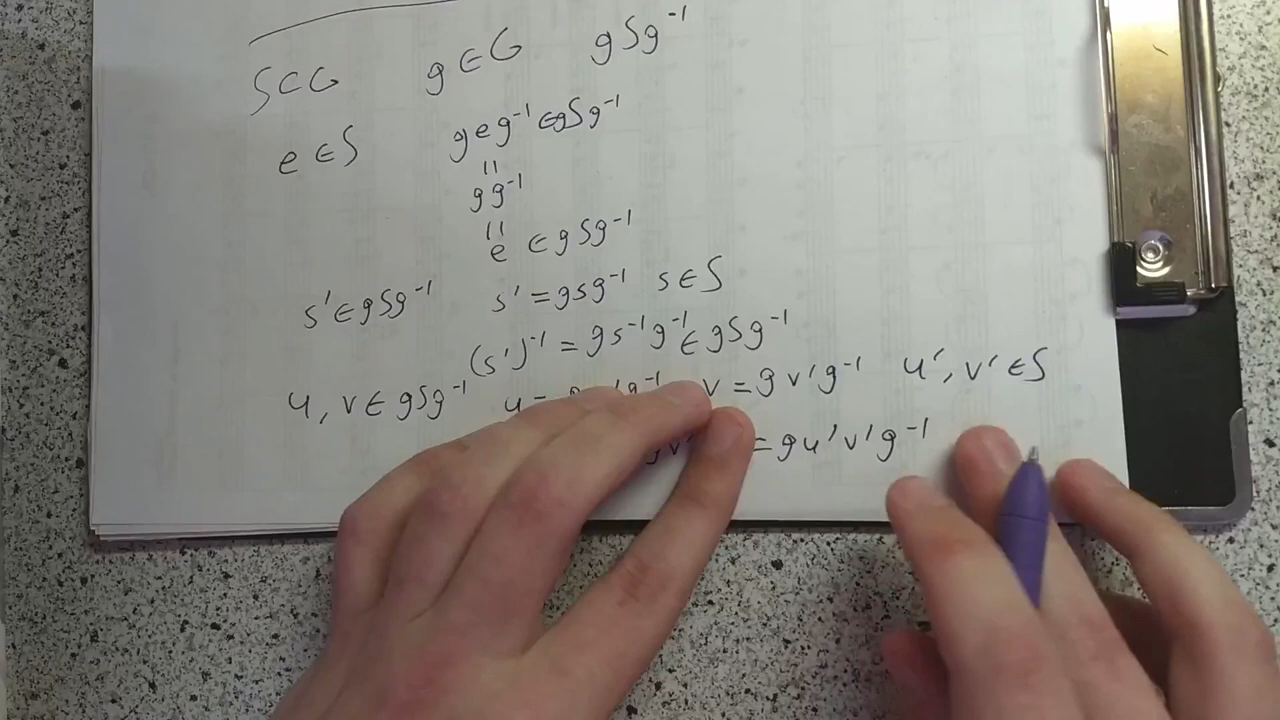 S⊂G g∈G gSg⁻¹
e∈S geg⁻¹∈gSg⁻¹
=
gg⁻¹
=
e ∈ gSg⁻¹
s'∈gSg⁻¹ s'=gsg⁻¹ s∈S
(s')⁻¹=gs⁻¹g⁻¹∈gSg⁻¹
u, v∈gSg⁻¹ u = g⁻¹ v=gv'g⁻¹ u', v'∈S
=gu'v'g⁻¹